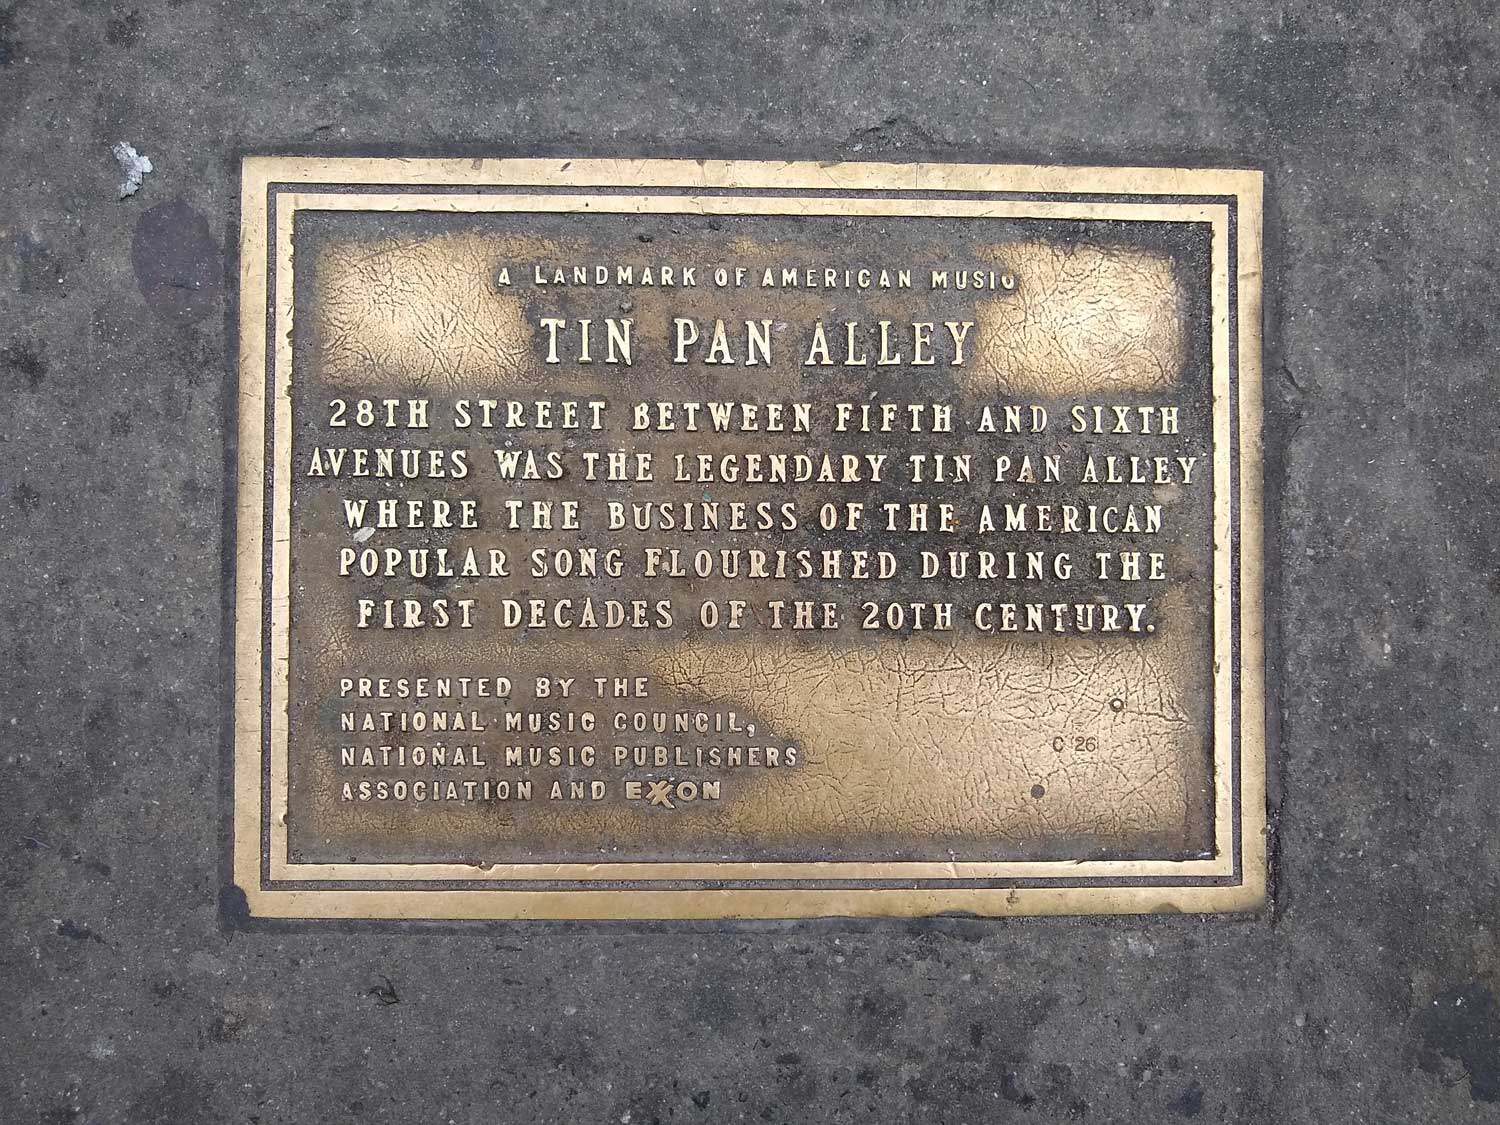 A LANDMARK OF AMERICAN MUSIC
TIN PAN ALLEY
28TH STREET BETWEEN FIFTH AND SIXTH
AVENUES WAS THE LEGENDARY TIN PAN ALLEY
WHERE THE BUSINESS OF THE AMERICAN
POPULAR SONG FLOURISHED DURING THE
FIRST DECADES OF THE 20TH CENTURY.
PRESENTED BY THE
NATIONAL MUSIC COUNCIL,
NATIONAL MUSIC PUBLISHERS
ASSOCIATION AND EXXON
C 26